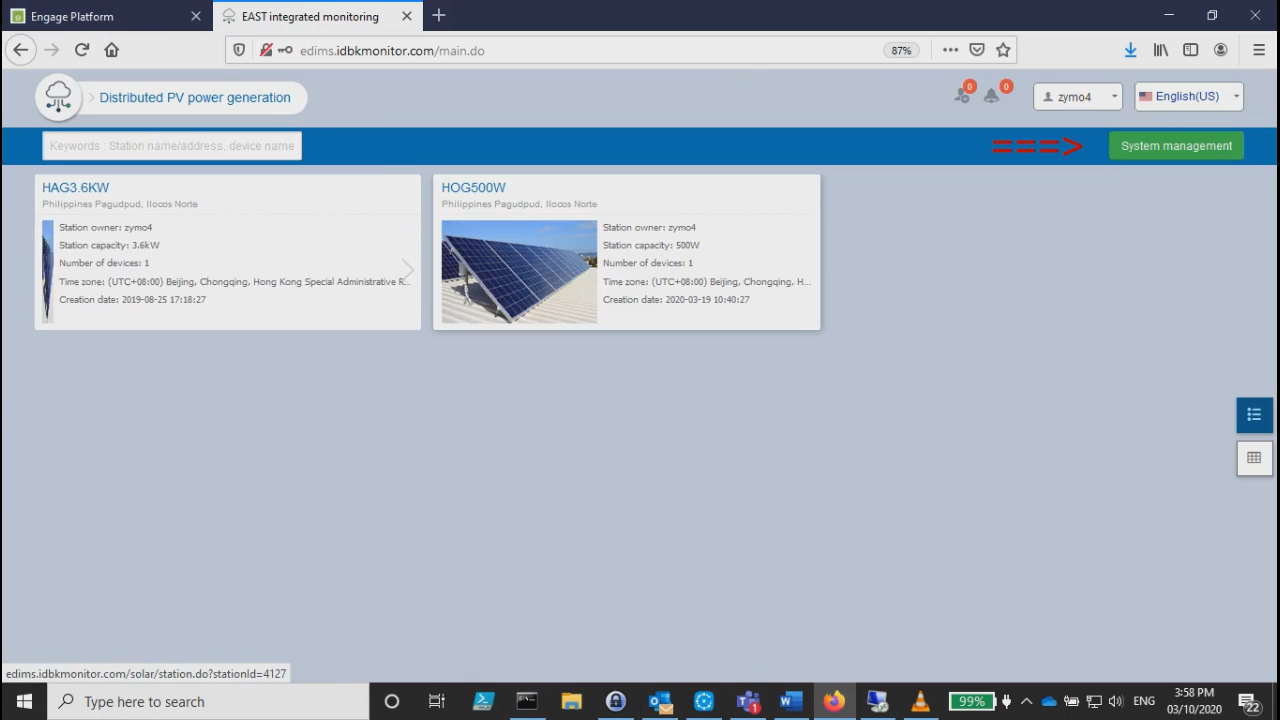 Engage Platform
EAST integrated monitoring
edims.idbkmonitor.com/main.do
87%
Distributed PV power generation
0
0
zymo4
English(US)
Keywords : Station name/address, device name
===>
System management
HAG3.6KW
Philippines Pagudpud, Ilocos Norte
Station owner: zymo4
Station capacity: 3.6kW
Number of devices: 1
Time zone: (UTC+08:00) Beijing, Chongqing, Hong Kong Special Administrative R...
Creation date: 2019-08-25 17:18:27
HOG500W
Philippines Pagudpud, Ilocos Norte
Station owner: zymo4
Station capacity: 500W
Number of devices: 1
Time zone: (UTC+08:00) Beijing, Chongqing, H...
Creation date: 2020-03-19 10:40:27
edims.idbkmonitor.com/solar/station.do?stationId=4127
Type here to search
1
99%
ENG
3:58 PM
03/10/2020
22